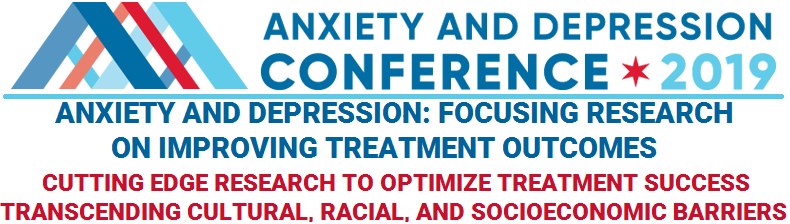 ANXIETY AND DEPRESSION
CONFERENCE ✶ 2019
ANXIETY AND DEPRESSION: FOCUSING RESEARCH
ON IMPROVING TREATMENT OUTCOMES
CUTTING EDGE RESEARCH TO OPTIMIZE TREATMENT SUCCESS
TRANSCENDING CULTURAL, RACIAL, AND SOCIOECONOMIC BARRIERS